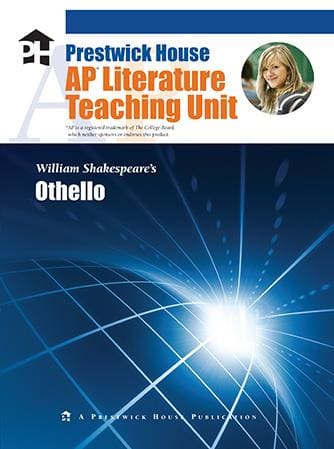 PH
Prestwick House
AP* Literature
Teaching Unit
*AP is a registered trademark of The College Board,
which neither sponsors or endorses this product.
William Shakespeare's
Othello
A PRESTWICK HOUSE PUBLICATION